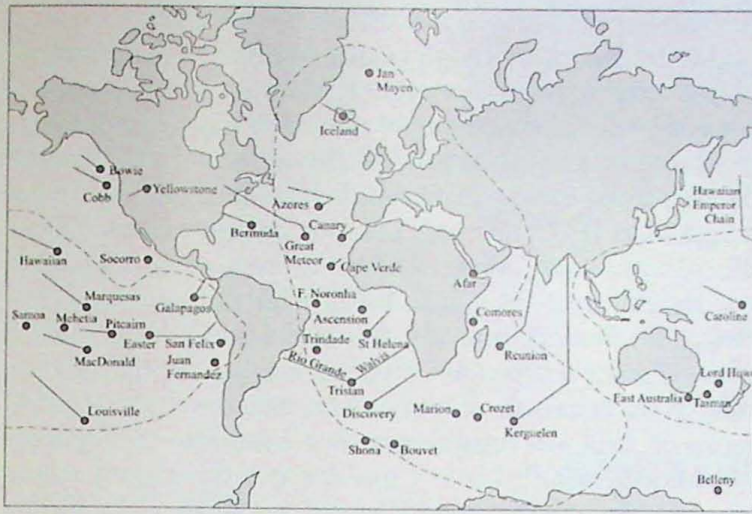 Jan
Mayen
Iceland
Bowie
Cobb
Yellowstone
Azores
Hawaiian
Emperor
Chain
Bermuda
Canary
Great
Meteor
Hawaiian
Socorro
Cape Verde
Afar
Marquesas
Galapagos
F. Noronha
Ascension
Comores
Caroline
Samoa
Mehetia
Pitcairn
Easter
San Felix
St Helena
Trindade
Reunion
MacDonald
Juan
Fernandez
Rio Grande
Walvis
Tristan
Lord Howe
East Australia
Tasman
Louisville
Discovery
Marion
Crozet
Kerguelen
Shona
Bouvet
Belleny